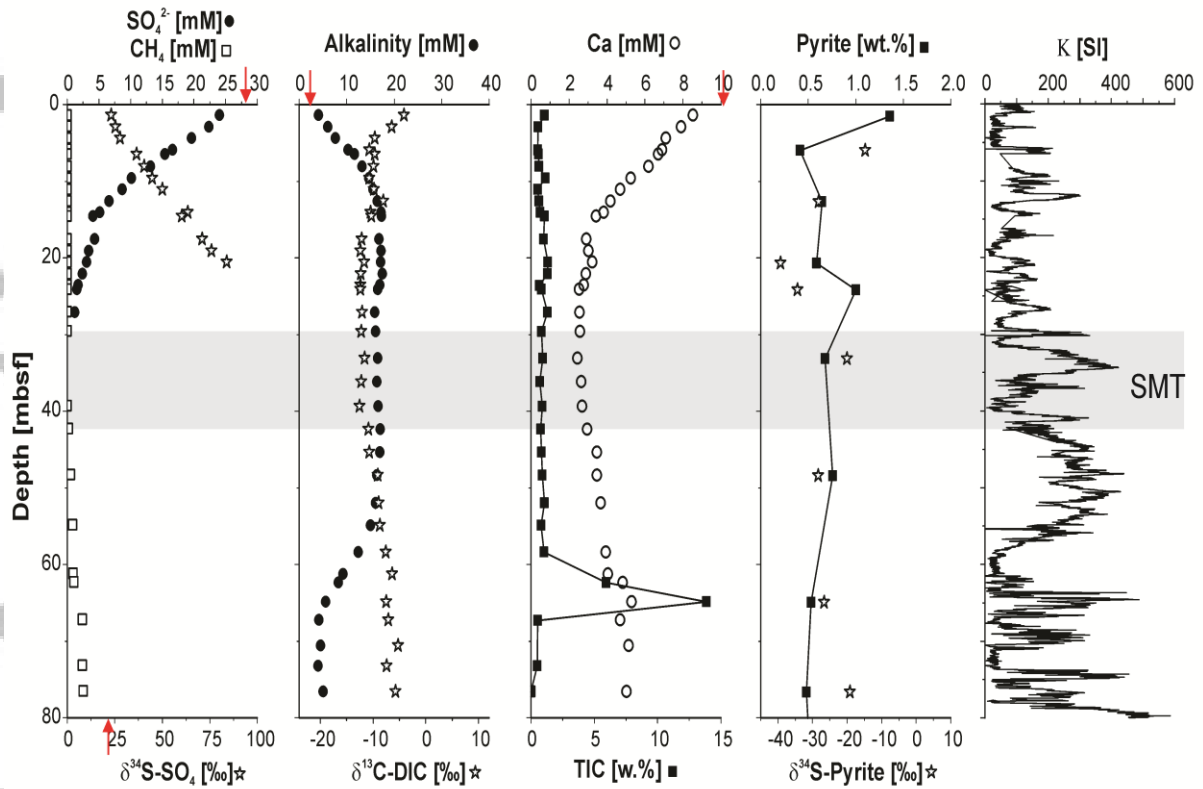 SO₄²⁻ [mM] ●
CH₄ [mM] □
0 5 10 15 20 25 30
Alkalinity [mM] ●
0 10 20 30 40
Ca [mM] ○
0 2 4 6 8 10
Pyrite [wt.%] ■
0.0 0.5 1.0 1.5 2.0
K [SI]
0 200 400 600
Depth [mbsf]
0
20
40
60
80
SMT
0 25 50 75 100
δ³⁴S-SO₄ [‰]☆
-20 -10 0 10
δ¹³C-DIC [‰] ☆
0 5 10 15
TIC [w.%] ■
-40 -30 -20 -10 0 10
δ³⁴S-Pyrite [‰] ☆